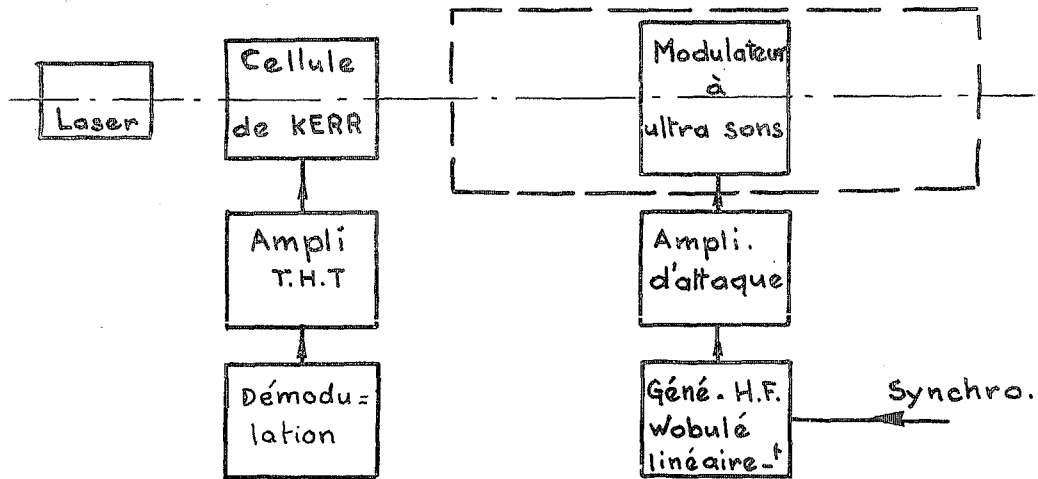 Laser
Cellule
de KERR
Modulateur
à
ultra sons
Ampli
T.H.T
Ampli.
d'attaque
Démodu=
lation
Géné. H.F.
Wobulé
linéaire-t
Synchro.